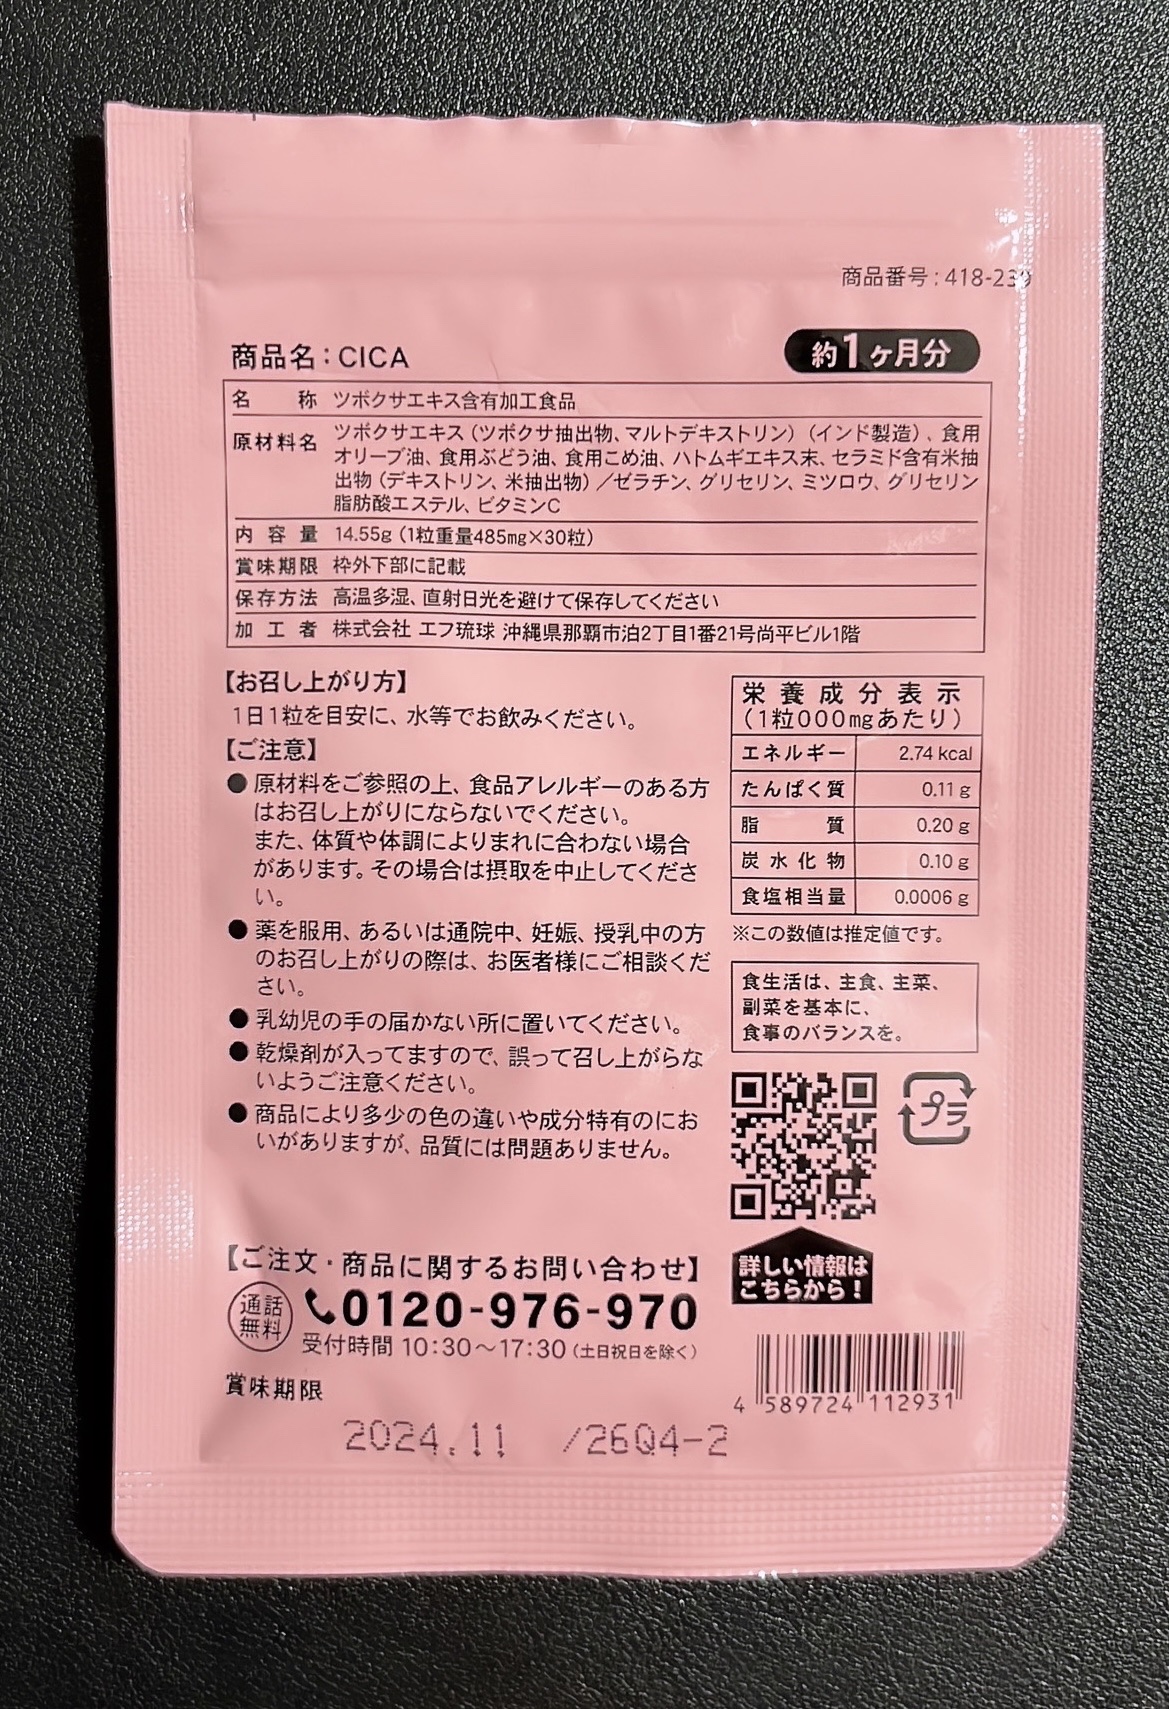 商品番号:418-239
商品名:CICA
約1ヶ月分
名称 ツボクサエキス含有加工食品
原材料名 ツボクサエキス(ツボクサ抽出物、マルトデキストリン)(インド製造)、食用
オリーブ油、食用ぶどう油、食用こめ油、ハトムギエキス末、セラミド含有米抽
出物(デキストリン、米抽出物)/ゼラチン、グリセリン、ミツロウ、グリセリン
脂肪酸エステル、ビタミンC
内容量 14.55g(1粒重量485mg×30粒)
賞味期限 枠外下部に記載
保存方法 高温多湿、直射日光を避けて保存してください
加工者 株式会社 エフ琉球 沖縄県那覇市泊2丁目1番21号尚平ビル1階
【お召し上がり方】
1日1粒を目安に、水等でお飲みください。
【ご注意】
●原材料をご参照の上、食品アレルギーのある方
はお召し上がりにならないでください。
また、体質や体調によりまれに合わない場合
があります。その場合は摂取を中止してくださ
い。
●薬を服用、あるいは通院中、妊娠、授乳中の方
のお召し上がりの際は、お医者様にご相談くだ
さい。
●乳幼児の手の届かない所に置いてください。
●乾燥剤が入ってますので、誤って召し上がらな
いようご注意ください。
●商品により多少の色の違いや成分特有のにお
いがありますが、品質には問題ありません。
栄養成分表示
(1粒000mgあたり)
エネルギー 2.74 kcal
たんぱく質 0.11 g
脂質 0.20 g
炭水化物 0.10 g
食塩相当量 0.0006 g
※この数値は推定値です。
食生活は、主食、主菜、
副菜を基本に、
食事のバランスを。
プラ
詳しい情報は
こちらから!
【ご注文・商品に関するお問い合わせ】
通話
無料
0120-976-970
受付時間 10:30〜17:30(土日祝日を除く)
賞味期限
2024.11 /26Q4-2
4 589724 112931